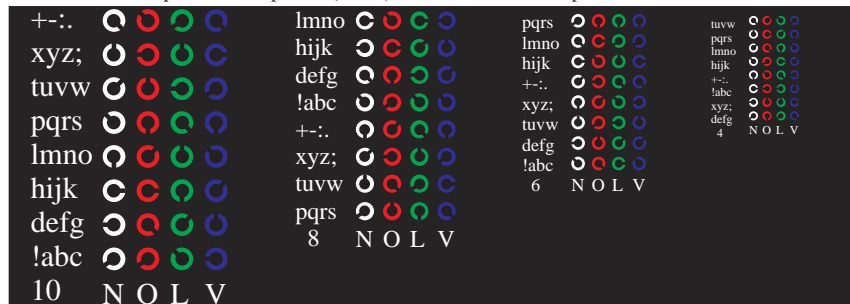 +-:.
xyz;
tuvw
pqrs
lmno
hijk
defg
!abc
10 N O L V
lmno
hijk
defg
!abc
+-:.
xyz;
tuvw
pqrs
8 N O L V
pqrs
lmno
hijk
+-:.
xyz;
tuvw
defg
!abc
6 N O L V
tuvw
pqrs
lmno
hijk
+-:.
!abc
xyz;
defg
4 N O L V